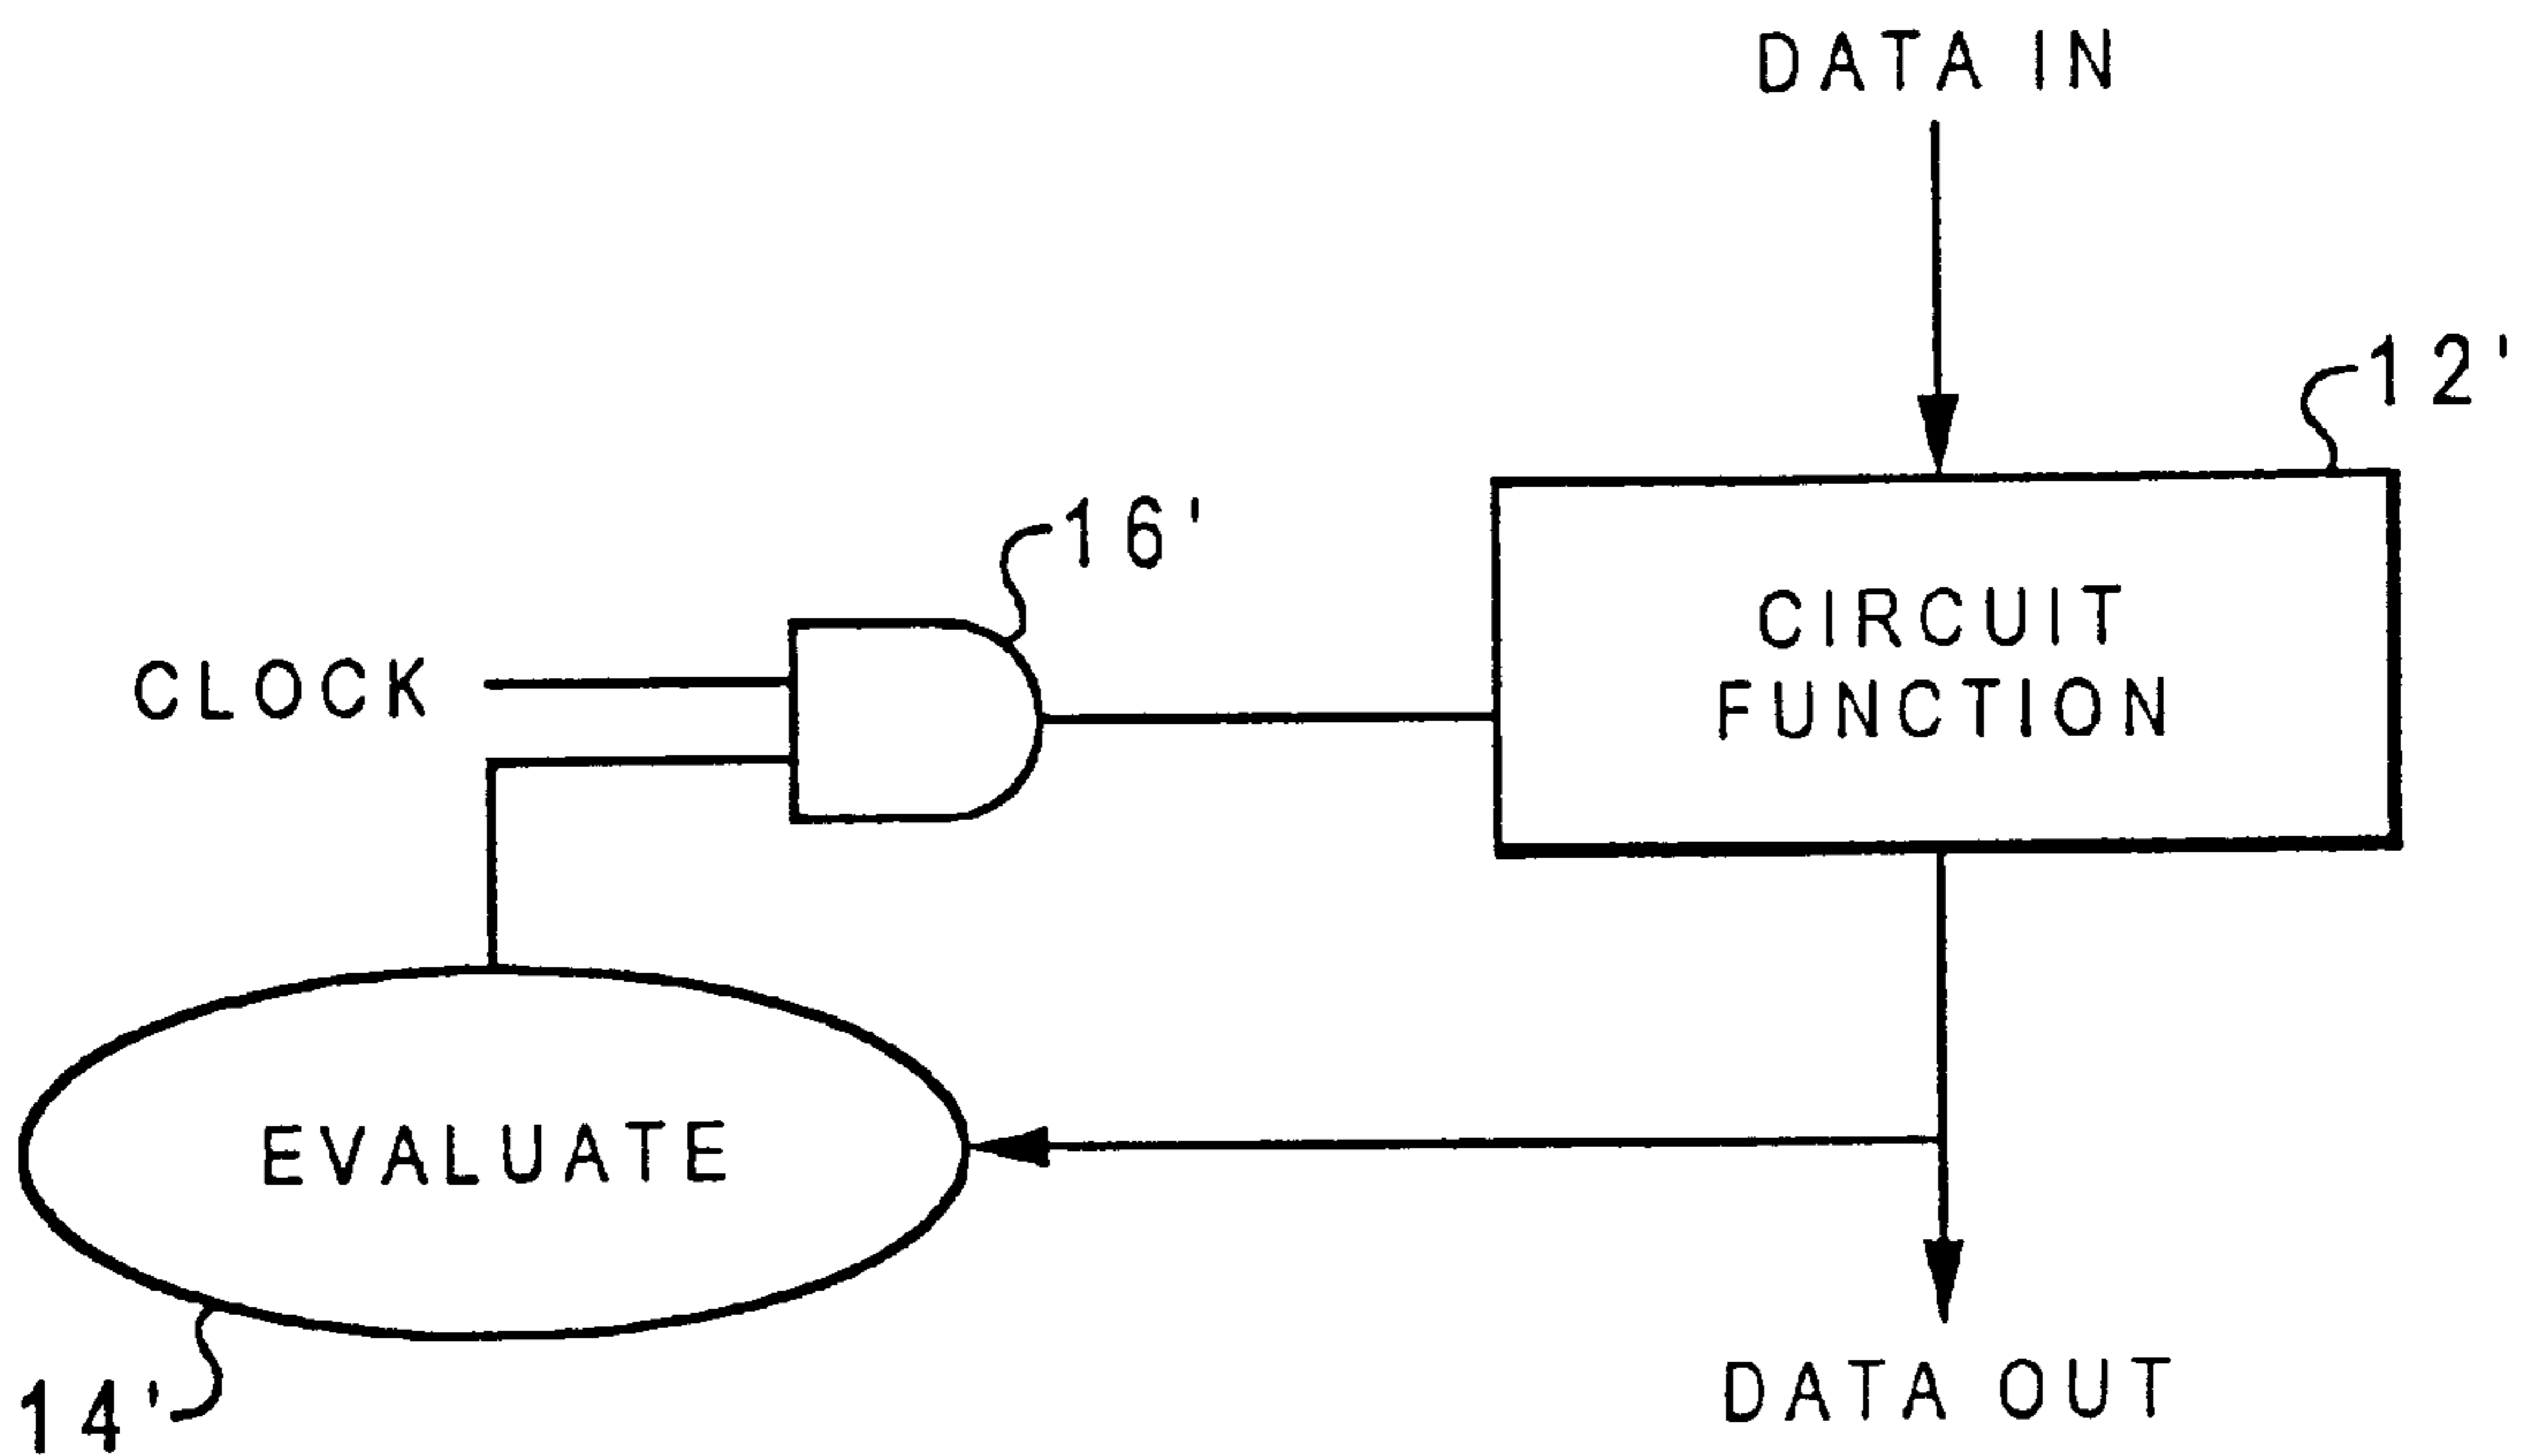 DATA IN
12'
16'
CIRCUIT
FUNCTION
CLOCK
EVALUATE
14'
DATA OUT